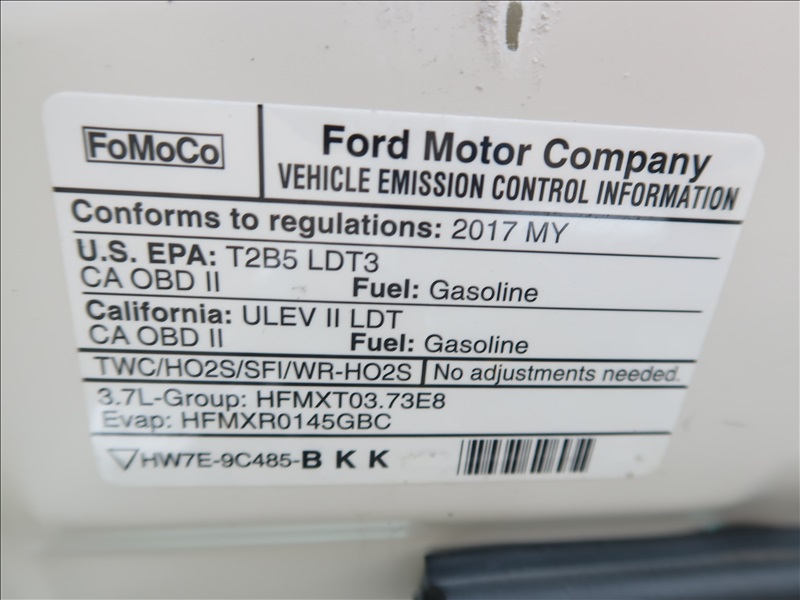 FoMoCo
Ford Motor Company
VEHICLE EMISSION CONTROL INFORMATION
Conforms to regulations: 2017 MY
U.S. EPA: T2B5 LDT3
CA OBD II Fuel: Gasoline
California: ULEV II LDT
CA OBD II Fuel: Gasoline
TWC/HO2S/SFI/WR-HO2S No adjustments needed.
3.7L-Group: HFMXT03.73E8
Evap: HFMXR0145GBC
HW7E-9C485-B K K